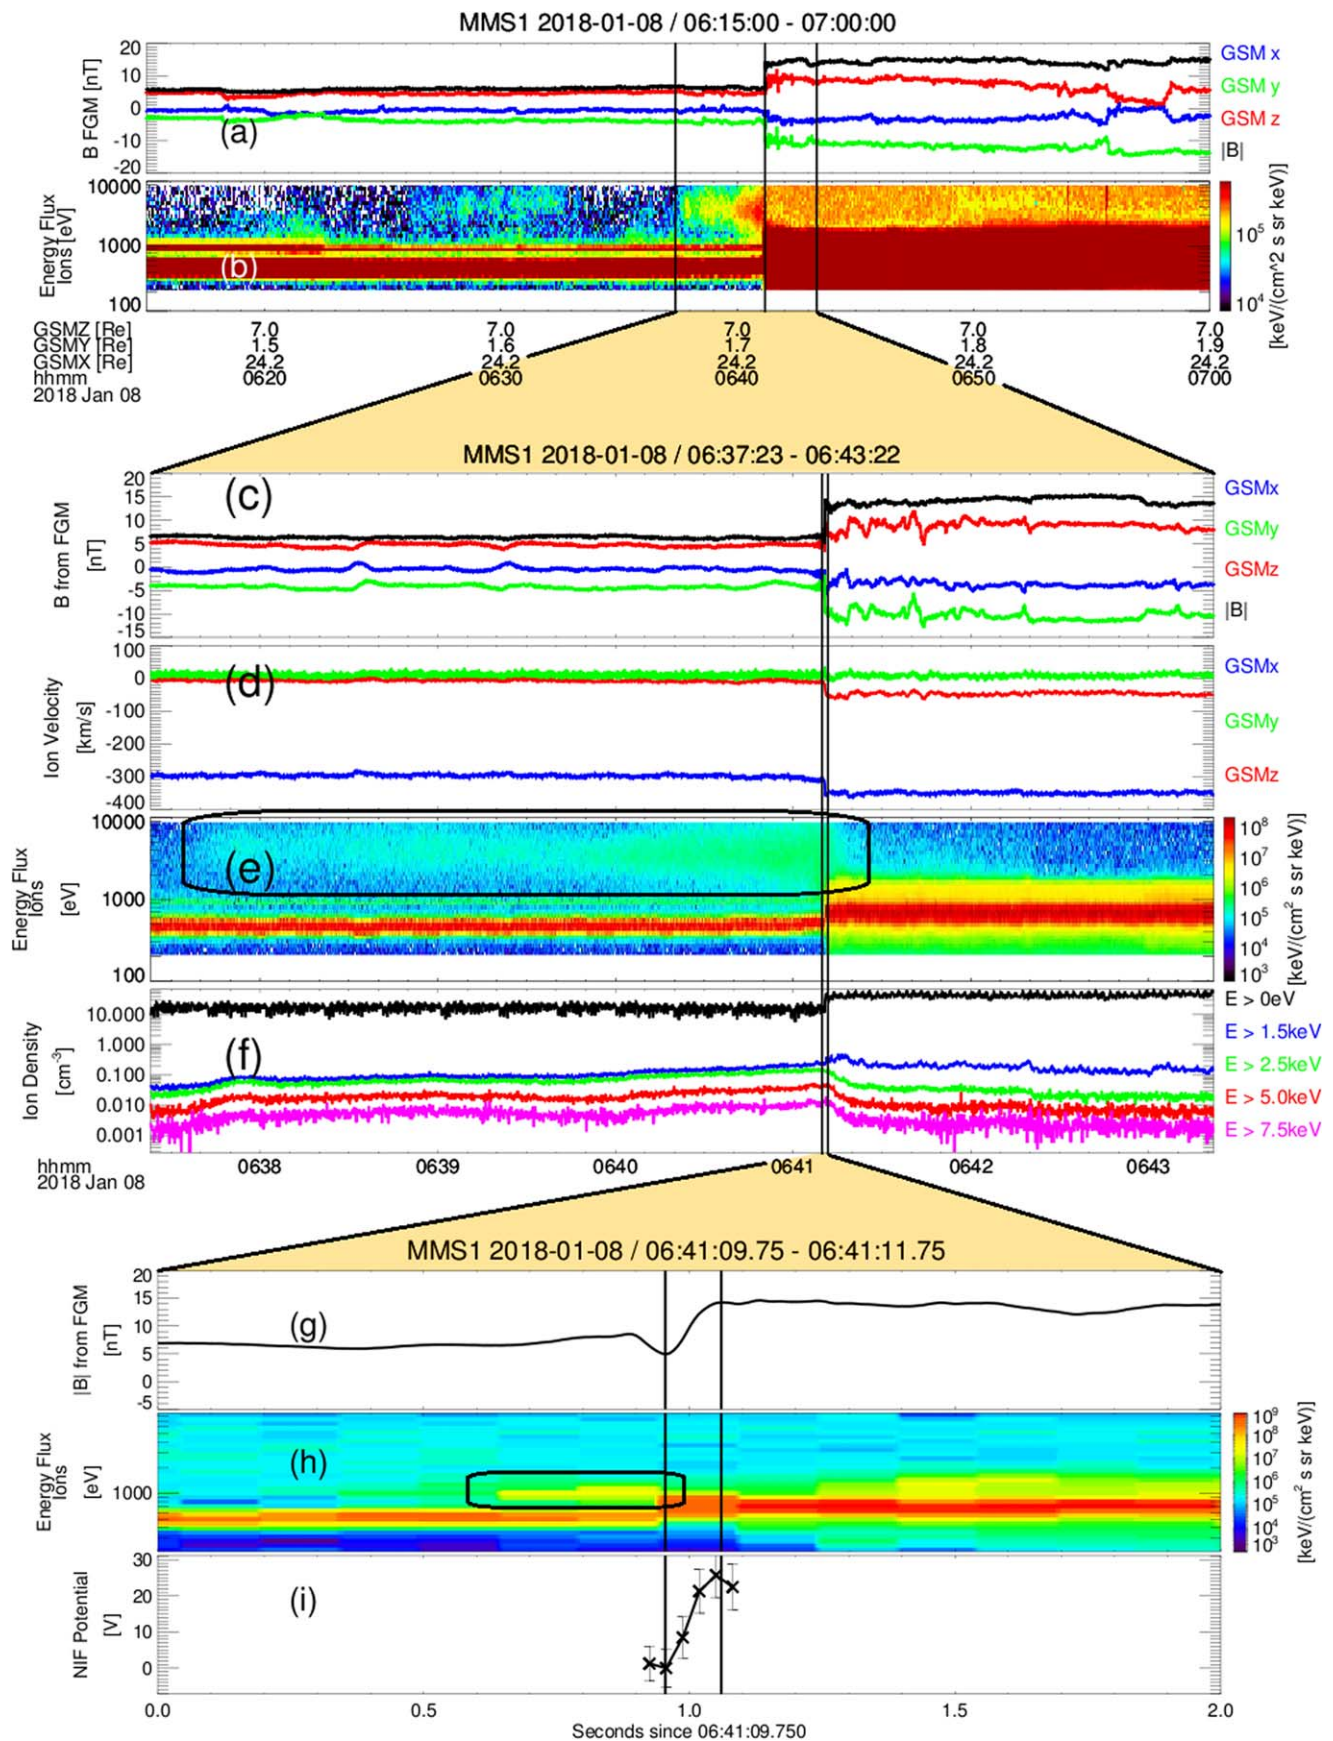 MMS1 2018-01-08 / 06:15:00 - 07:00:00
20
10
0
-10
-20
B FGM [nT]
(a)
GSM x
GSM y
GSM z
|B|
10000
1000
100
Energy Flux
Ions [eV]
(b)
10^5
10^4
[keV/(cm^2 s sr keV)]
GSMZ [Re] 7.0 7.0 7.0 7.0 7.0
GSMY [Re] 1.5 1.6 1.7 1.8 1.9
GSMX [Re] 24.2 24.2 24.2 24.2 24.2
hhmm 0620 0630 0640 0650 0700
2018 Jan 08
MMS1 2018-01-08 / 06:37:23 - 06:43:22
20
15
10
5
0
-5
-10
-15
B from FGM
[nT]
(c)
GSMx
GSMy
GSMz
|B|
100
0
-100
-200
-300
-400
Ion Velocity
[km/s]
(d)
GSMx
GSMy
GSMz
10000
1000
100
Energy Flux
Ions
[eV]
(e)
10^8
10^7
10^6
10^5
10^4
10^3
[keV/(cm² s sr keV)]
10.000
1.000
0.100
0.010
0.001
Ion Density
[cm⁻³]
(f)
E > 0eV
E > 1.5keV
E > 2.5keV
E > 5.0keV
E > 7.5keV
hhmm 0638 0639 0640 0641 0642 0643
2018 Jan 08
MMS1 2018-01-08 / 06:41:09.75 - 06:41:11.75
20
15
10
5
0
-5
|B| from FGM
[nT]
(g)
1000
Energy Flux
Ions
[eV]
(h)
10^9
10^8
10^7
10^6
10^5
10^4
10^3
[keV/(cm² s sr keV)]
30
20
10
0
NIF Potential
[V]
(i)
0.0 0.5 1.0 1.5 2.0
Seconds since 06:41:09.750